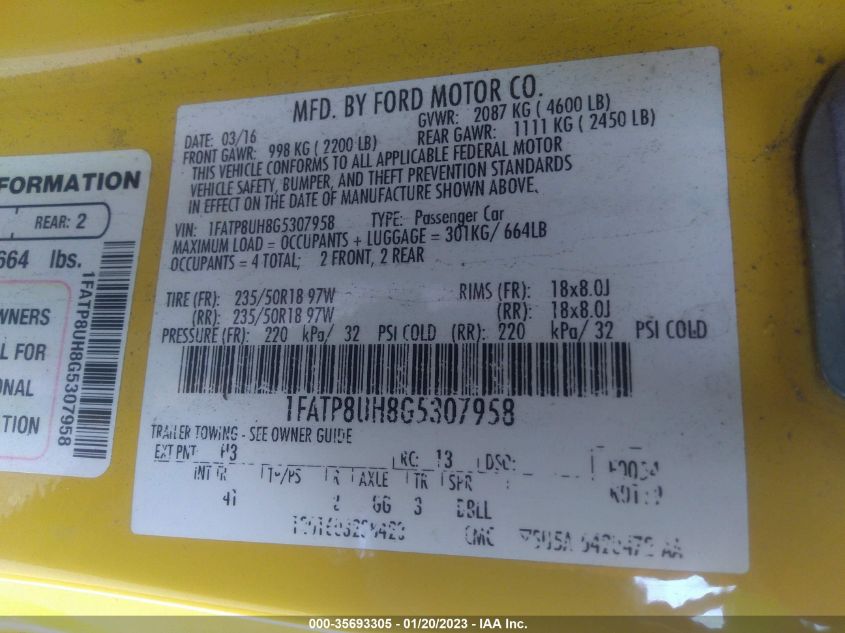 MFD. BY FORD MOTOR CO.
DATE: 03/16 GVWR: 2087 KG ( 4600 LB)
FRONT GAWR: 998 KG ( 2200 LB) REAR GAWR: 1111 KG ( 2450 LB)
THIS VEHICLE CONFORMS TO ALL APPLICABLE FEDERAL MOTOR
VEHICLE SAFETY, BUMPER, AND THEFT PREVENTION STANDARDS
IN EFFECT ON THE DATE OF MANUFACTURE SHOWN ABOVE.
VIN: 1FATP8UH8G5307958 TYPE: Passenger Car
MAXIMUM LOAD = OCCUPANTS + LUGGAGE = 301KG/ 664LB
OCCUPANTS = 4 TOTAL; 2 FRONT, 2 REAR
TIRE (FR): 235/50R18 97W RIMS (FR): 18x8.0J
(RR): 235/50R18 97W (RR): 18x8.0J
PRESSURE (FR): 220 kPa/ 32 PSI COLD (RR): 220 kPa/ 32 PSI COLD
1FATP8UH8G5307958
TRAILER TOWING - SEE OWNER GUIDE
EXT PNT: H3 RC: 13 DSO:
INT TR TP/PS R AXLE TR SPR
4I 2 GG 3 DBLL
FORMATION
REAR: 2
664 lbs.
WNERS
L FOR
ONAL
TION
1FATP8UH8G5307958
000-35693305 / 01/20/2023 - IAA Inc.